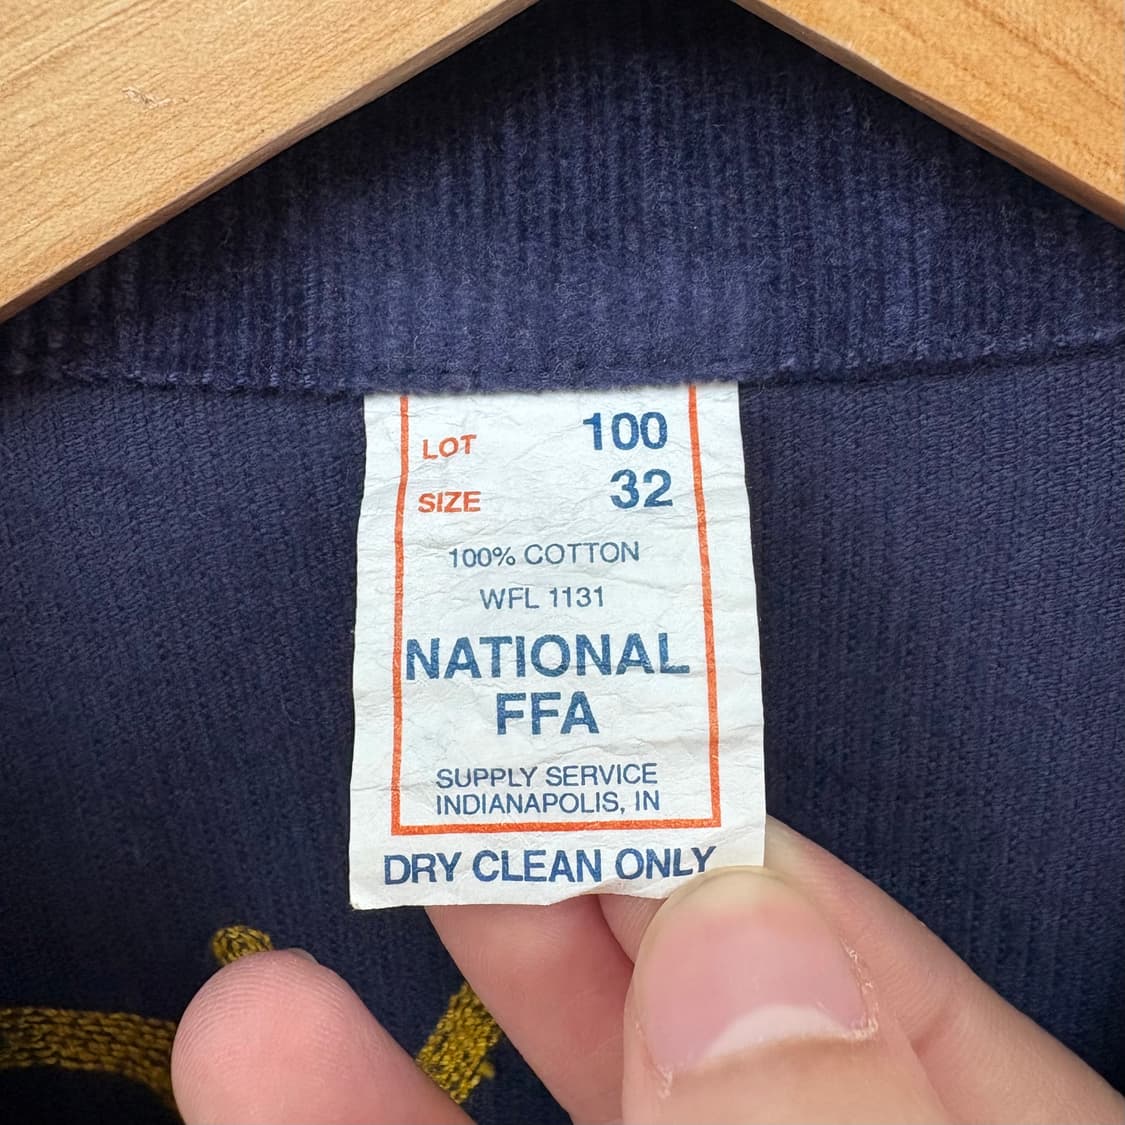 LOT 100
SIZE 32
100% COTTON
WFL 1131
NATIONAL
FFA
SUPPLY SERVICE
INDIANAPOLIS, IN
DRY CLEAN ONLY